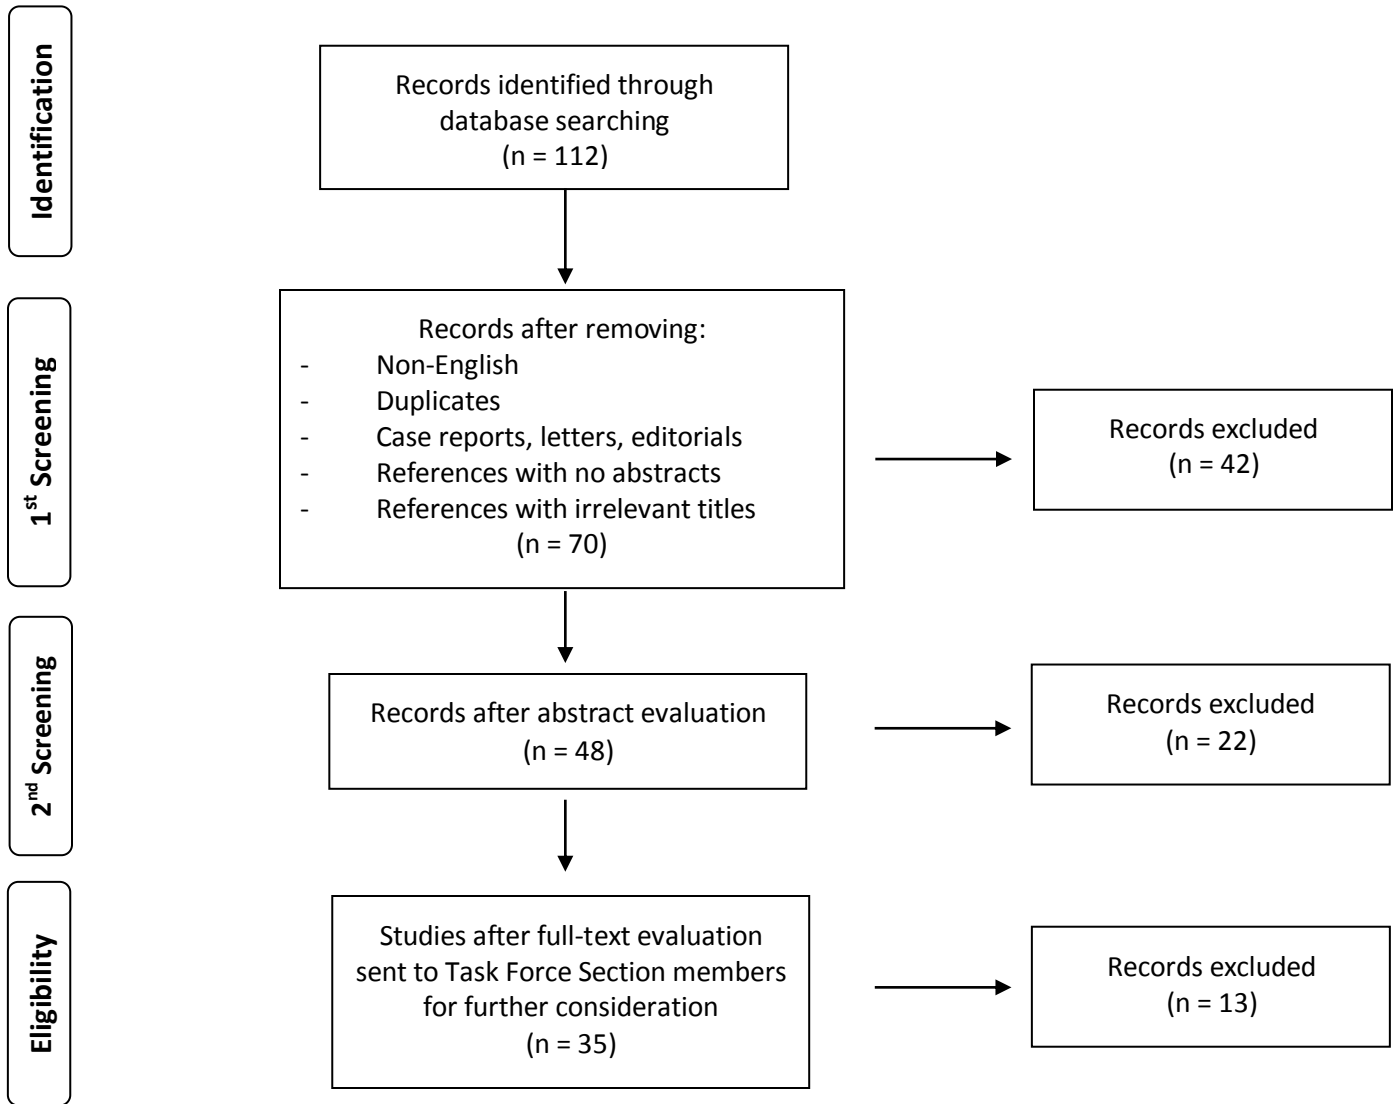 Identification
Records identified through
database searching
(n = 112)
1st Screening
Records after removing:
- Non-English
- Duplicates
- Case reports, letters, editorials
- References with no abstracts
- References with irrelevant titles
(n = 70)
Records excluded
(n = 42)
2nd Screening
Records after abstract evaluation
(n = 48)
Records excluded
(n = 22)
Eligibility
Studies after full-text evaluation
sent to Task Force Section members
for further consideration
(n = 35)
Records excluded
(n = 13)